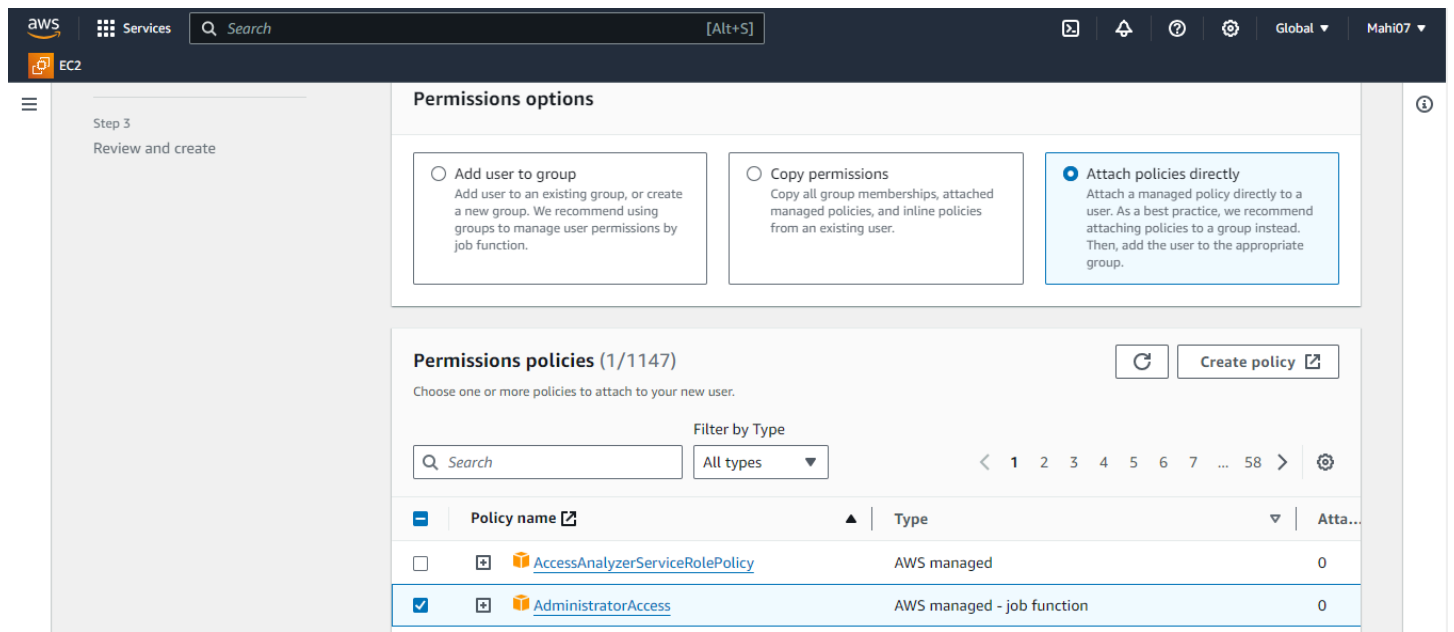 aws
Services
Search
[Alt+S]
Global
Mahi07
EC2
Step 3
Review and create
Permissions options
Add user to group
Add user to an existing group, or create
a new group. We recommend using
groups to manage user permissions by
job function.
Copy permissions
Copy all group memberships, attached
managed policies, and inline policies
from an existing user.
Attach policies directly
Attach a managed policy directly to a
user. As a best practice, we recommend
attaching policies to a group instead.
Then, add the user to the appropriate
group.
Permissions policies (1/1147)
Create policy
Choose one or more policies to attach to your new user.
Filter by Type
Search
All types
1 2 3 4 5 6 7 ... 58
Policy name
Type
Atta...
AccessAnalyzerServiceRolePolicy
AWS managed
0
AdministratorAccess
AWS managed - job function
0